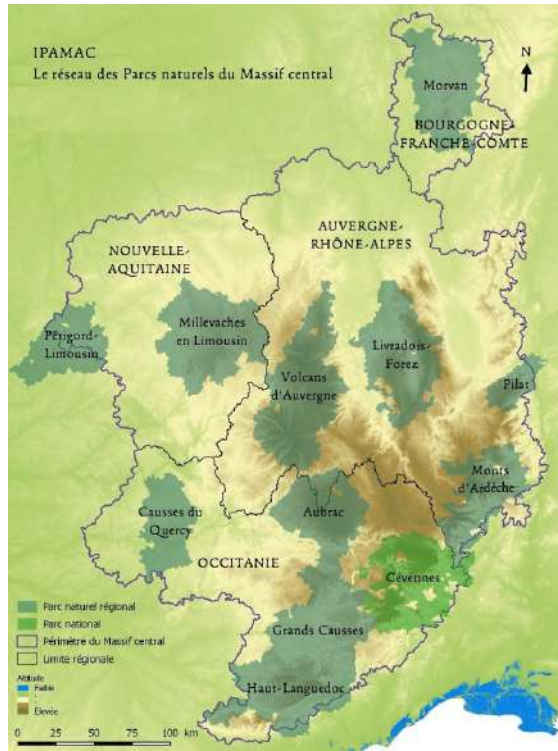 IPAMAC
Le réseau des Parcs naturels du Massif central
N
Morvan
BOURGOGNE-
FRANCHE-COMTÉ
AUVERGNE-
RHÔNE-ALPES
NOUVELLE-
AQUITAINE
Périgord-
Limousin
Millevaches
en Limousin
Livradois-
Forez
Volcans
d'Auvergne
Pilat
Monts
d'Ardèche
Aubrac
Causses du
Quercy
OCCITANIE
Cévennes
Grands Causses
Haut-Languedoc
Parc naturel régional
Parc national
Périmètre du Massif central
Limite régionale
Altitude
Faible
Elevée
0 25 50 75 100 km